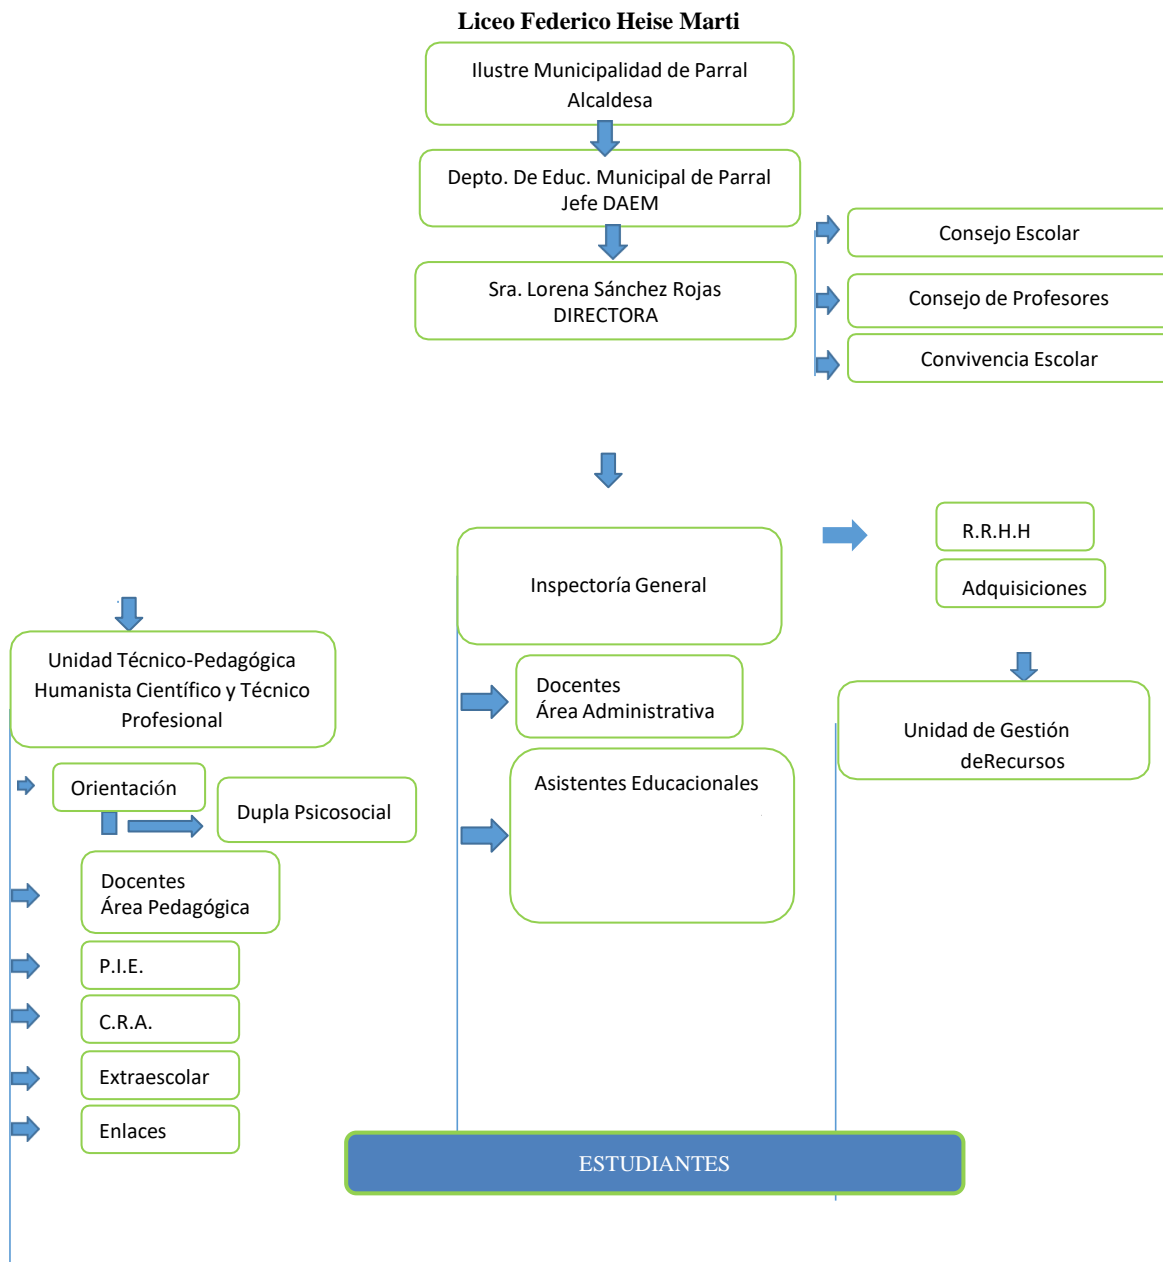 Liceo Federico Heise Marti
Ilustre Municipalidad de Parral
Alcaldesa
Depto. De Educ. Municipal de Parral
Jefe DAEM
Sra. Lorena Sánchez Rojas
DIRECTORA
Consejo Escolar
Consejo de Profesores
Convivencia Escolar
R.R.H.H
Adquisiciones
Inspectoría General
Unidad Técnico-Pedagógica
Humanista Científico y Técnico
Profesional
Docentes
Área Administrativa
Unidad de Gestión
deRecursos
Orientación
Dupla Psicosocial
Asistentes Educacionales
Docentes
Área Pedagógica
P.I.E.
C.R.A.
Extraescolar
Enlaces
ESTUDIANTES